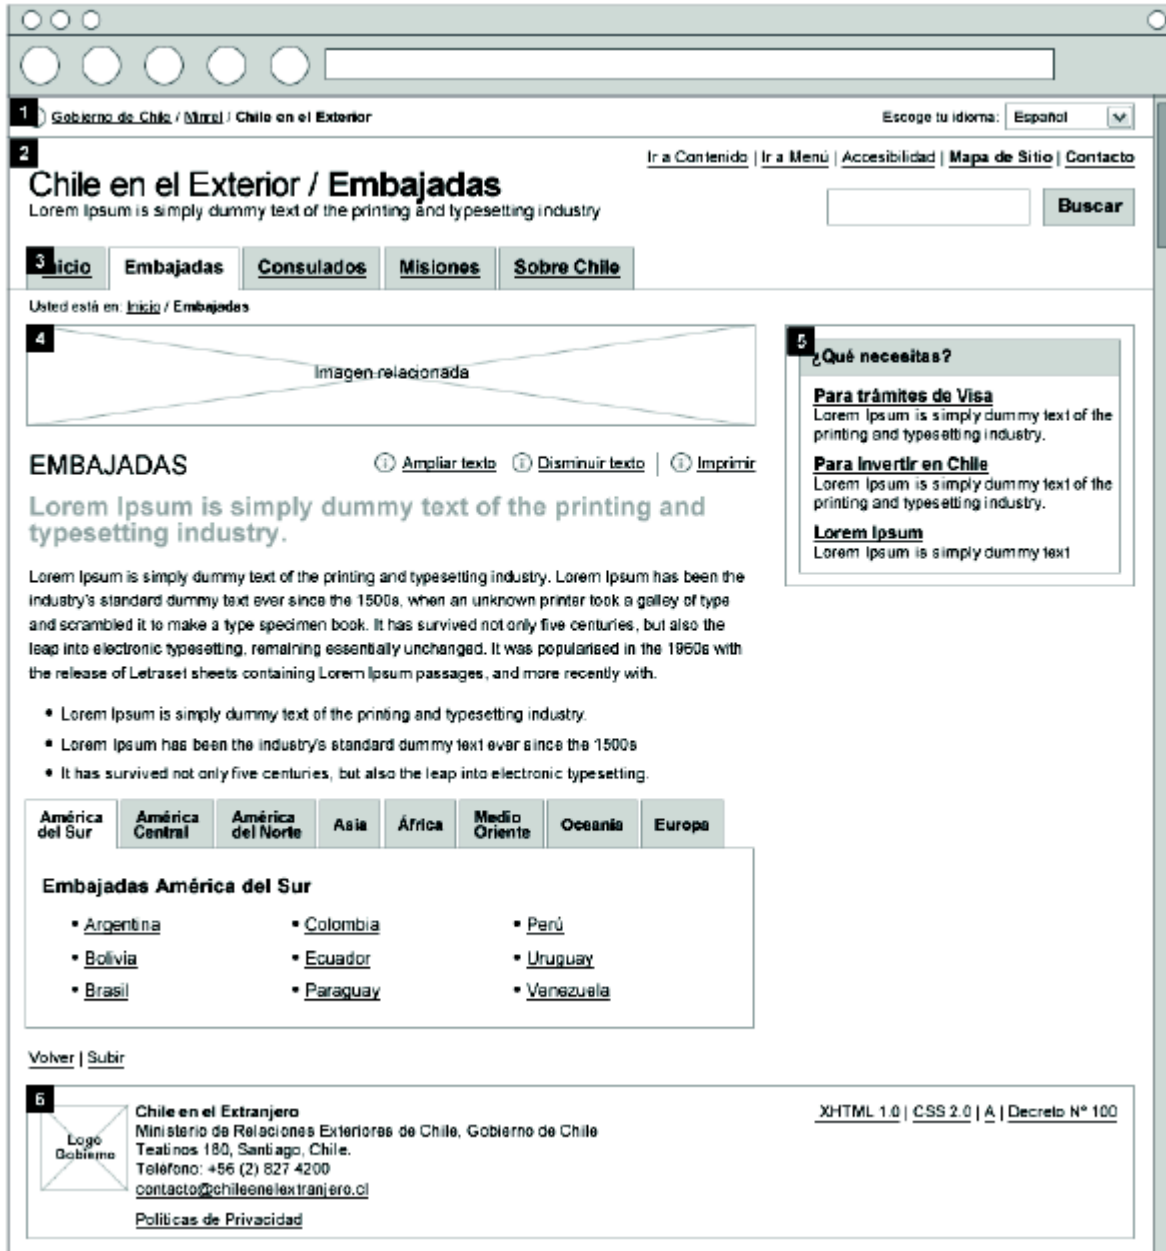 1 Gobierno de Chile / Minrel / Chile en el Exterior
Escoge tu idioma: Español
2
Ir a Contenido | Ir a Menú | Accesibilidad | Mapa de Sitio | Contacto
Chile en el Exterior / Embajadas
Lorem Ipsum is simply dummy text of the printing and typesetting industry
Buscar
3 Inicio Embajadas Consulados Misiones Sobre Chile
Usted está en: Inicio / Embajadas
4
Imagen relacionada
EMBAJADAS
Ampliar texto Disminuir texto | Imprimir
Lorem Ipsum is simply dummy text of the printing and
typesetting industry.
Lorem Ipsum is simply dummy text of the printing and typesetting industry. Lorem Ipsum has been the
industry's standard dummy text ever since the 1500s, when an unknown printer took a galley of type
and scrambled it to make a type specimen book. It has survived not only five centuries, but also the
leap into electronic typesetting, remaining essentially unchanged. It was popularised in the 1960s with
the release of Letraset sheets containing Lorem Ipsum passages, and more recently with.
• Lorem Ipsum is simply dummy text of the printing and typesetting industry.
• Lorem Ipsum has been the industry's standard dummy text ever since the 1500s
• It has survived not only five centuries, but also the leap into electronic typesetting.
5
¿Qué necesitas?
Para trámites de Visa
Lorem Ipsum is simply dummy text of the
printing and typesetting industry.
Para Invertir en Chile
Lorem Ipsum is simply dummy text of the
printing and typesetting industry.
Lorem Ipsum
Lorem Ipsum is simply dummy text
América del Sur
América Central
América del Norte
Asia
África
Medio Oriente
Oceanía
Europa
Embajadas América del Sur
• Argentina • Colombia • Perú
• Bolivia • Ecuador • Uruguay
• Brasil • Paraguay • Venezuela
Volver | Subir
6
Logo
Gobierno
Chile en el Extranjero
Ministerio de Relaciones Exteriores de Chile, Gobierno de Chile
Teatinos 180, Santiago, Chile.
Teléfono: +56 (2) 827 4200
contacto@chileenelextranjero.cl
Políticas de Privacidad
XHTML 1.0 | CSS 2.0 | A | Decreto Nº 100